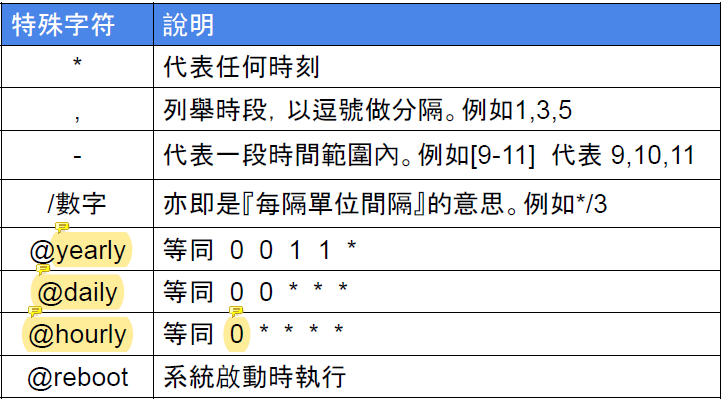 特殊字符 說明
* 代表任何時刻
, 列舉時段，以逗號做分隔。例如1,3,5
- 代表一段時間範圍內。例如[9-11] 代表 9,10,11
/數字 亦即是『每隔單位間隔』的意思。例如*/3
@yearly 等同 0 0 1 1 *
@daily 等同 0 0 * * *
@hourly 等同 0 * * * *
@reboot 系統啟動時執行